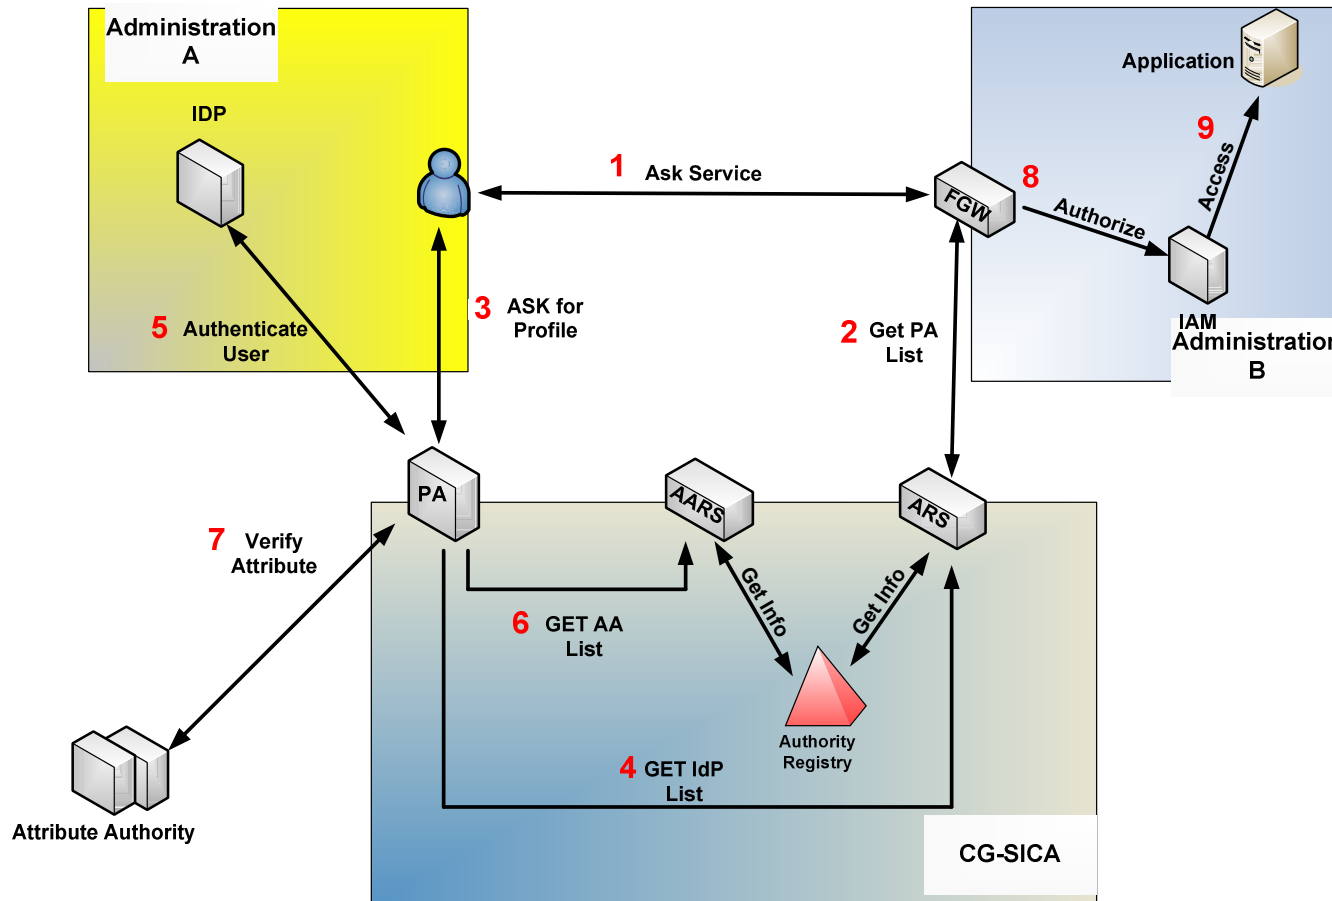 Administration
A
IDP
Application
1
Ask Service
FGW
8
Authorize
9
Access
IAM
Administration
B
3
ASK for
Profile
2
Get PA
List
5
Authenticate
User
PA
AARS
ARS
7
Verify
Attribute
Get Info
Get Info
6
GET AA
List
Authority
Registry
4
GET IdP
List
Attribute Authority
CG-SICA